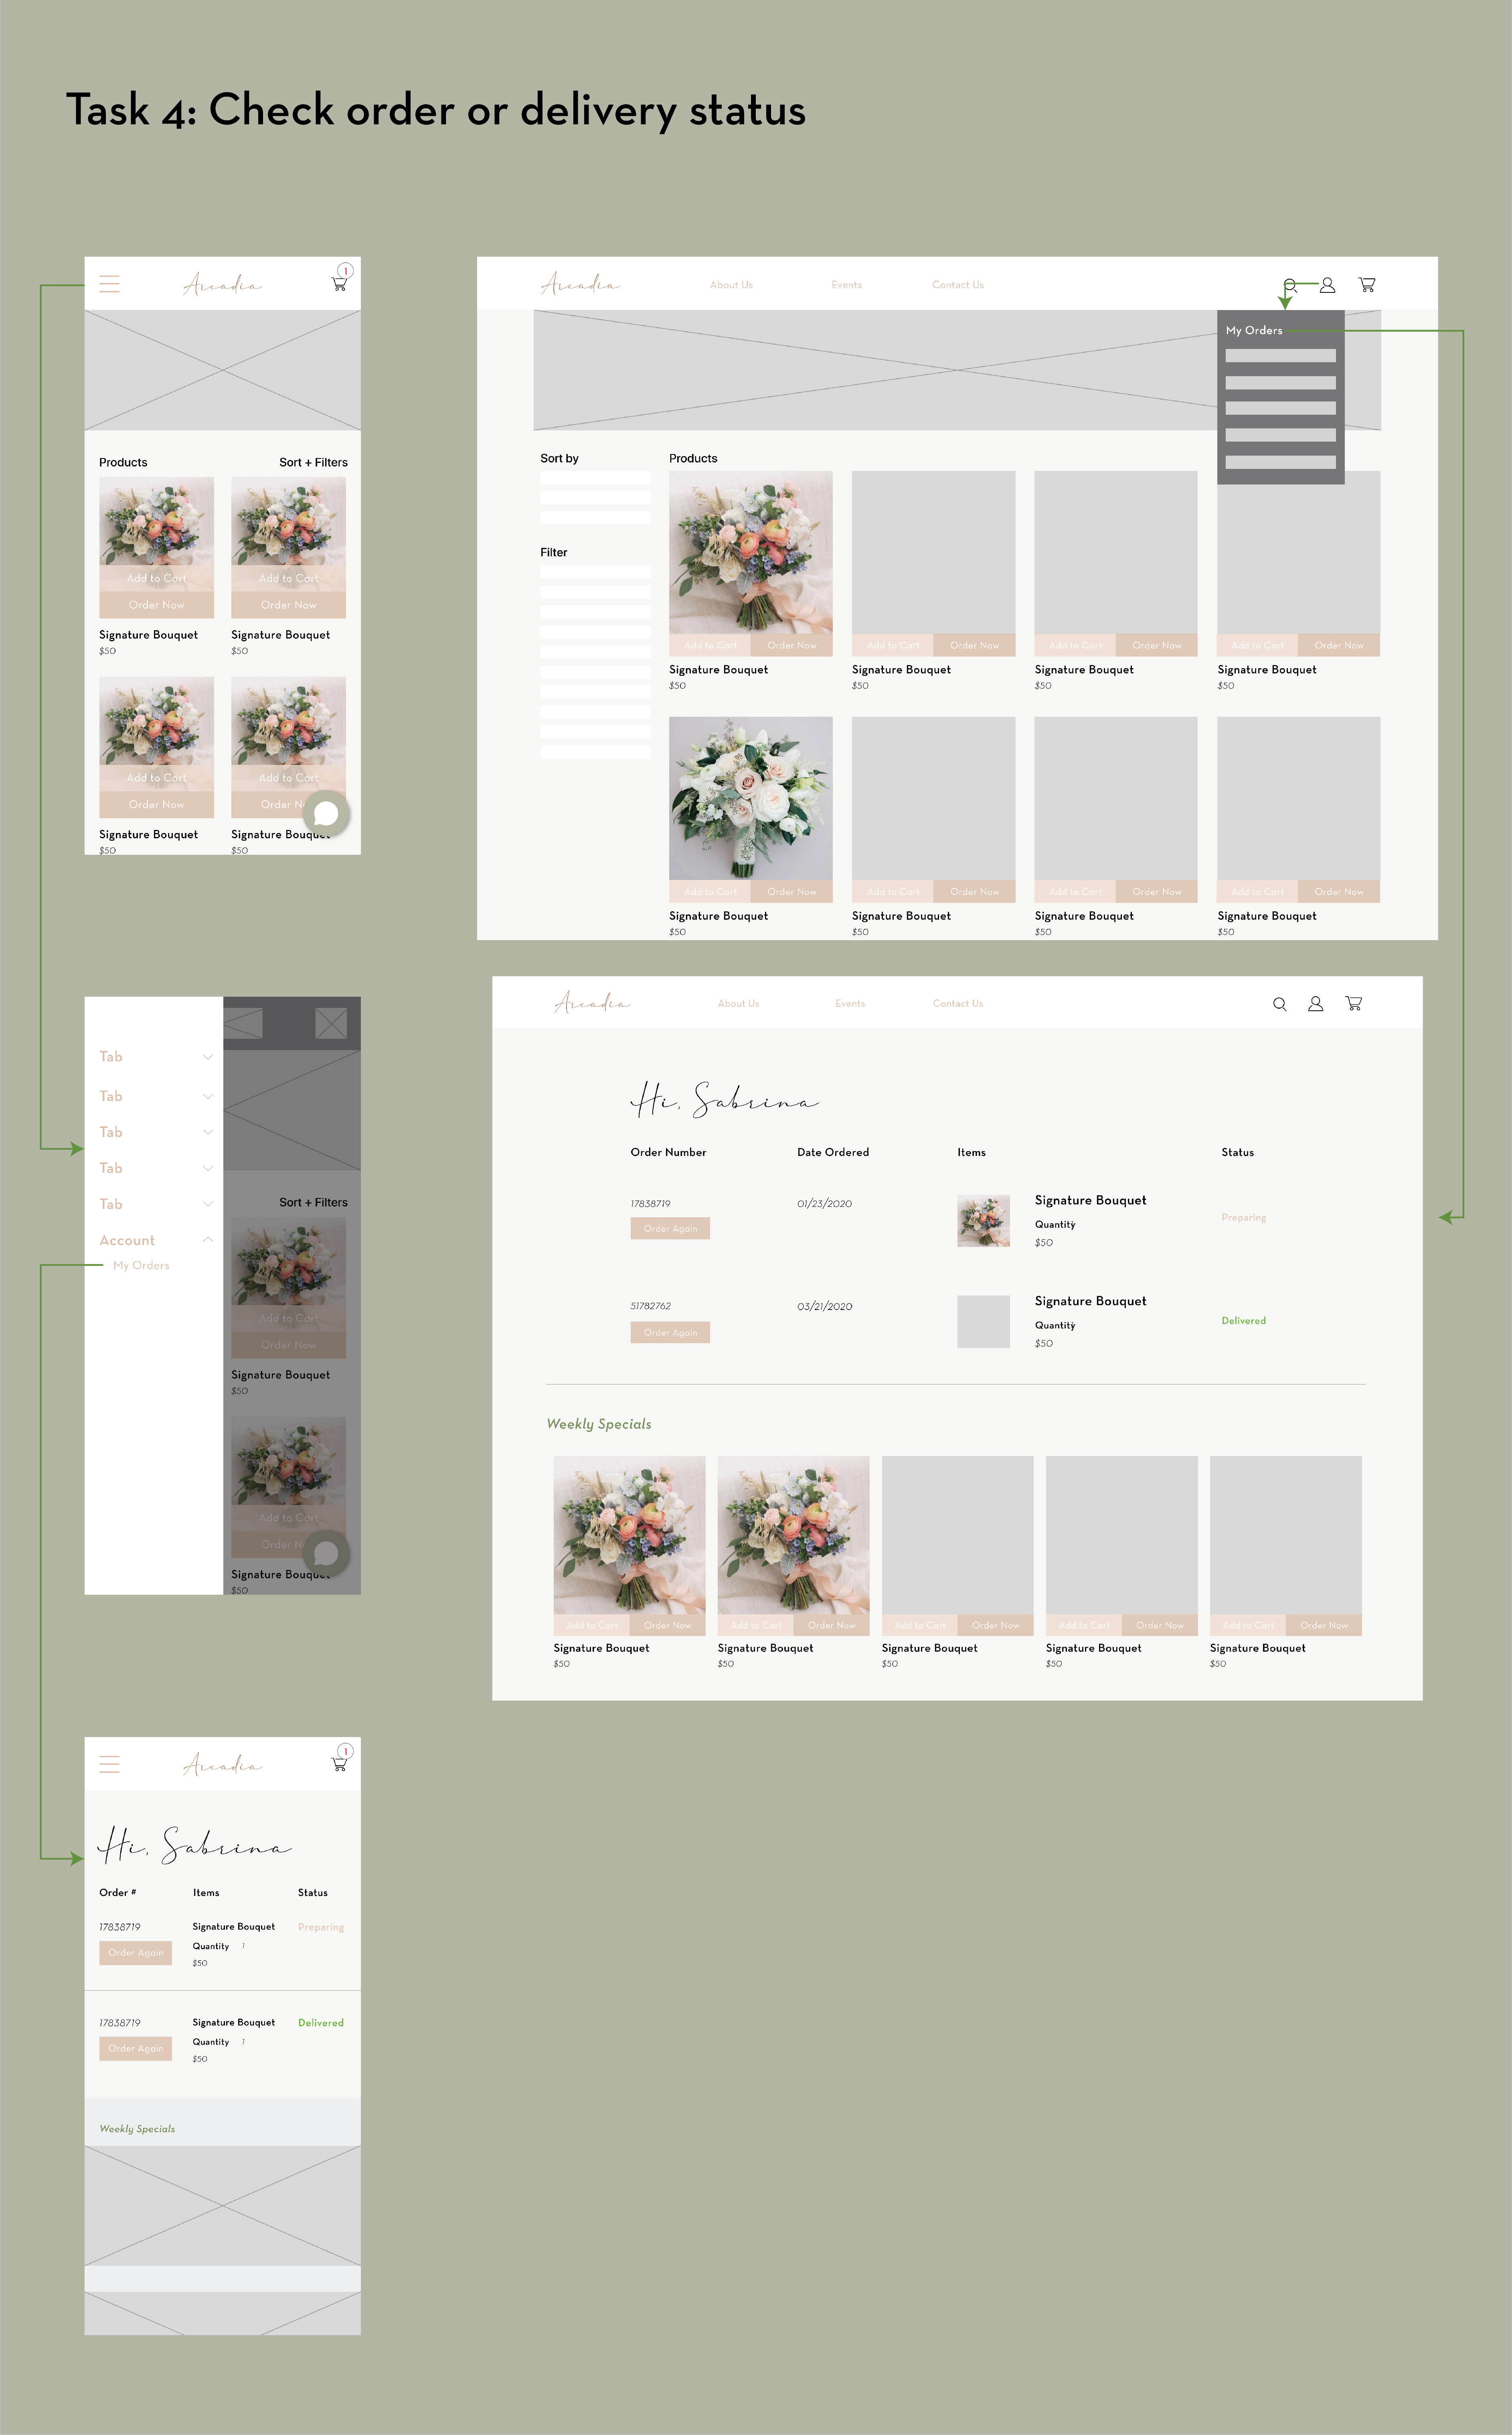 Task 4: Check order or delivery status
Arcadia
1
Products Sort + Filters
Add to Cart Add to Cart
Order Now Order Now
Signature Bouquet Signature Bouquet
$50 $50
Add to Cart Add to Cart
Order Now Order N
Signature Bouquet Signature Bouquet
$50 $50
Arcadia About Us Events Contact Us
My Orders
Sort by
Filter
Products
Add to Cart Order Now Add to Cart Order Now Add to Cart Order Now Add to Cart Order Now
Signature Bouquet Signature Bouquet Signature Bouquet Signature Bouquet
$50 $50 $50 $50
Add to Cart Order Now Add to Cart Order Now Add to Cart Order Now Add to Cart Order Now
Signature Bouquet Signature Bouquet Signature Bouquet Signature Bouquet
$50 $50 $50 $50
Tab
Tab
Tab
Tab
Tab
Account
My Orders
Sort + Filters
Add to Cart
Order Now
Signature Bouquet
$50
Add to Cart
Order N
Signature Bouquet
$50
Arcadia About Us Events Contact Us
Hi, Sabrina
Order Number Date Ordered Items Status
17838719 01/23/2020 Signature Bouquet Preparing
Order Again Quantity
$50
51782762 03/21/2020 Signature Bouquet Delivered
Order Again Quantity
$50
Weekly Specials
Add to Cart Order Now Add to Cart Order Now Add to Cart Order Now Add to Cart Order Now Add to Cart Order Now
Signature Bouquet Signature Bouquet Signature Bouquet Signature Bouquet Signature Bouquet
$50 $50 $50 $50 $50
Arcadia
1
Hi, Sabrina
Order # Items Status
17838719 Signature Bouquet Preparing
Order Again Quantity 1
$50
17838719 Signature Bouquet Delivered
Order Again Quantity 1
$50
Weekly Specials